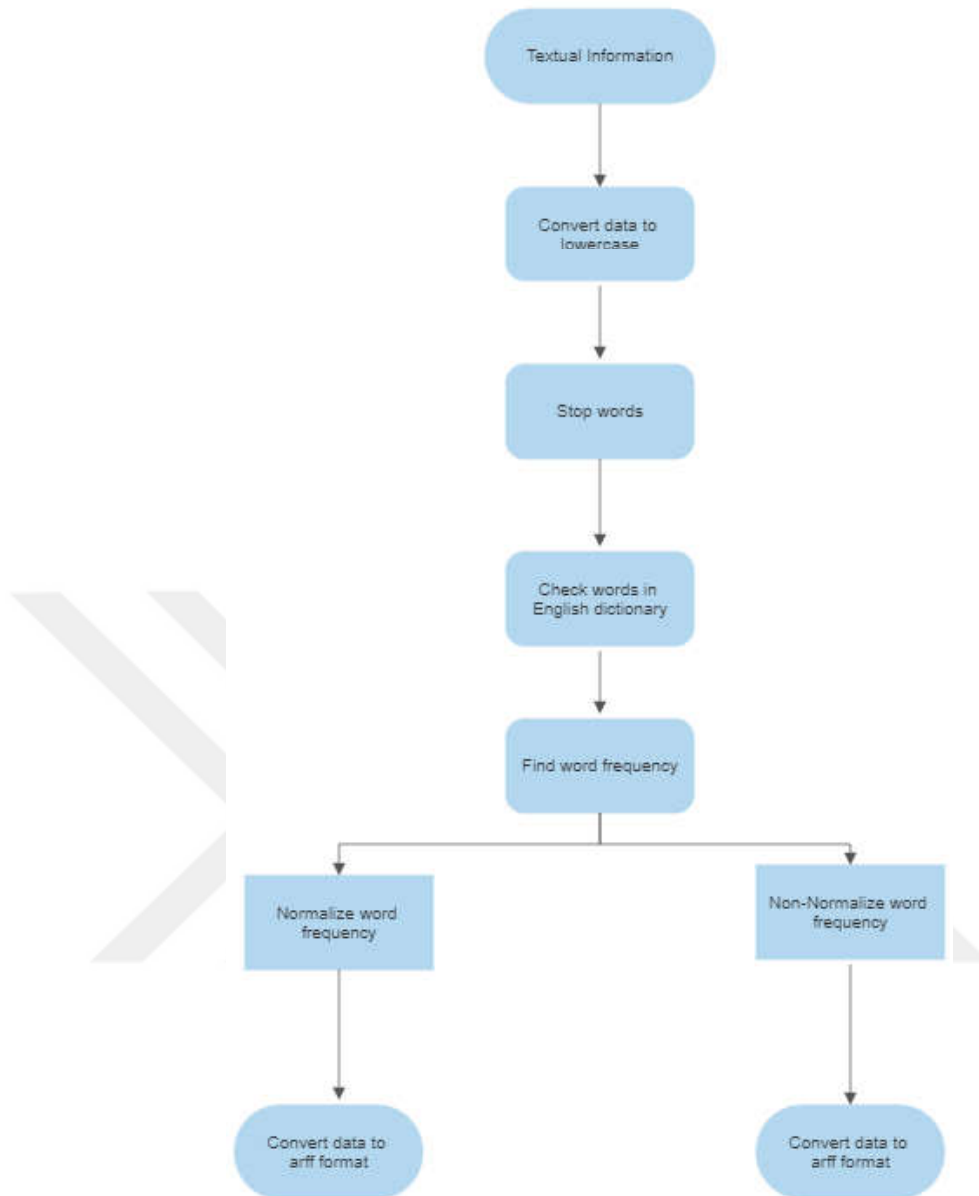 Textual Information
Convert data to
lowercase
Stop words
Check words in
English dictionary
Find word frequency
Normalize word
frequency
Non-Normalize word
frequency
Convert data to
arff format
Convert data to
arff format